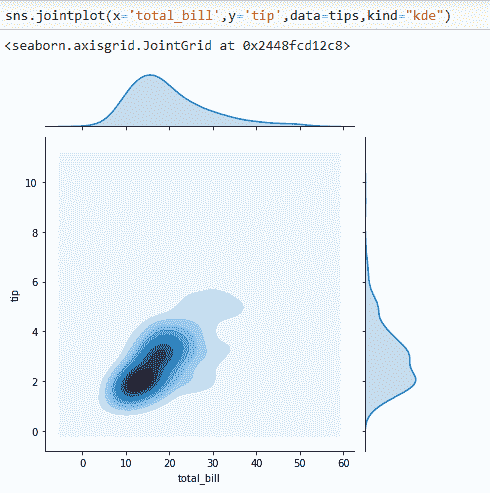 sns.jointplot(x='total_bill',y='tip',data=tips,kind="kde")
<seaborn.axisgrid.JointGrid at 0x2448fcd12c8>
10
8
6
4
2
0
tip
0 10 20 30 40 50 60
total_bill